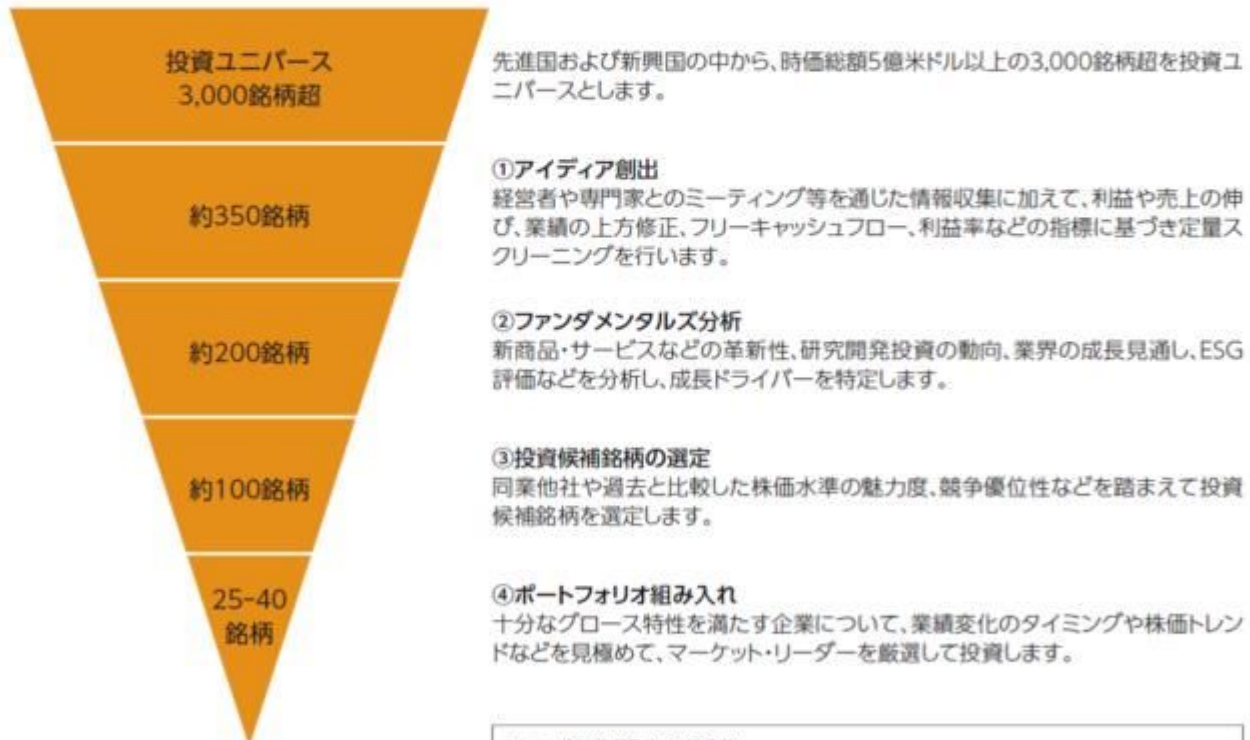 投資ユニバース
3,000銘柄超
先進国および新興国の中から、時価総額5億米ドル以上の3,000銘柄超を投資ユ
ニバースとします。
約350銘柄
①アイディア創出
経営者や専門家とのミーティング等を通じた情報収集に加えて、利益や売上の伸
び、業績の上方修正、フリーキャッシュフロー、利益率などの指標に基づき定量ス
クリーニングを行います。
約200銘柄
②ファンダメンタルズ分析
新商品・サービスなどの革新性、研究開発投資の動向、業界の成長見通し、ESG
評価などを分析し、成長ドライバーを特定します。
約100銘柄
③投資候補銘柄の選定
同業他社や過去と比較した株価水準の魅力度、競争優位性などを踏まえて投資
候補銘柄を選定します。
25-40
銘柄
④ポートフォリオ組み入れ
十分なグロース特性を満たす企業について、業績変化のタイミングや株価トレン
ドなどを見極めて、マーケット・リーダーを厳選して投資します。